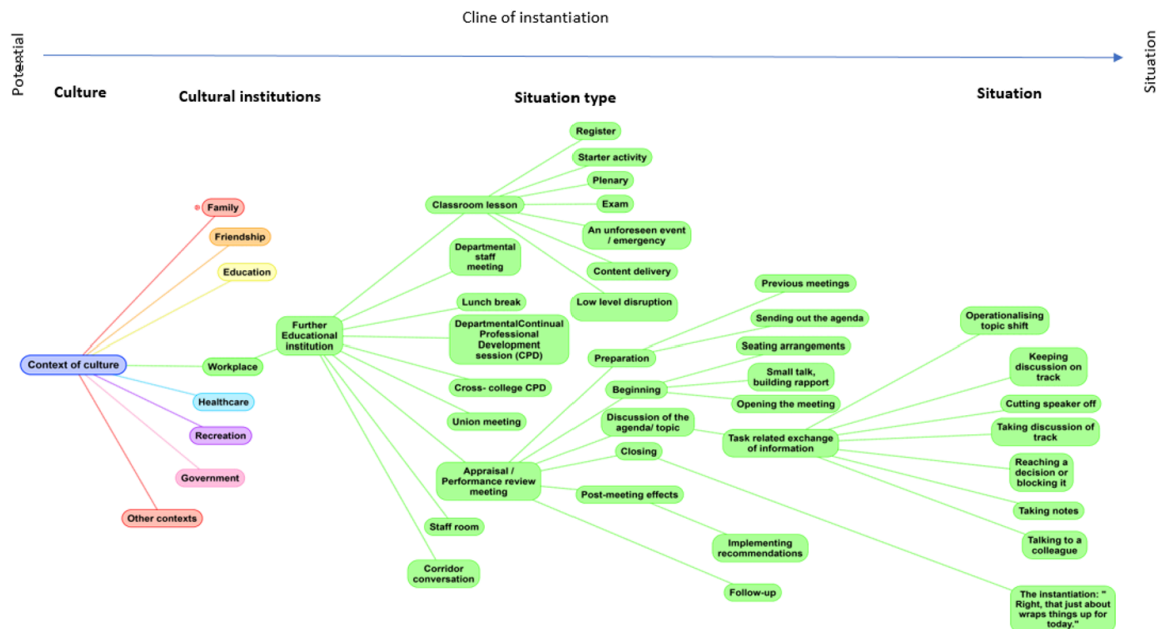 Cline of instantiation
Potential
Situation
Culture
Cultural institutions
Situation type
Situation
Register
Starter activity
Plenary
Classroom lesson
Exam
Family
An unforeseen event
/ emergency
Friendship
Departmental
staff
meeting
Education
Content delivery
Previous meetings
Lunch break
Low level disruption
Further
Educational
institution
DepartmentalContinual
Professional
Development
session (CPD)
Sending out the agenda
Operationalising
topic shift
Seating arrangements
Preparation
Context of culture
Workplace
Keeping
discussion on
track
Small talk,
building rapport
Cross- college CPD
Beginning
Healthcare
Opening the meeting
Cutting speaker off
Union meeting
Discussion of the
agenda/ topic
Recreation
Task related exchange
of information
Taking discussion of
track
Closing
Government
Appraisal /
Performance review
meeting
Reaching a
decision or
blocking it
Post-meeting effects
Other contexts
Taking notes
Staff room
Implementing
recommendations
Talking to a
colleague
Corridor
conversation
Follow-up
The instantiation: "
Right, that just about
wraps things up for
today."